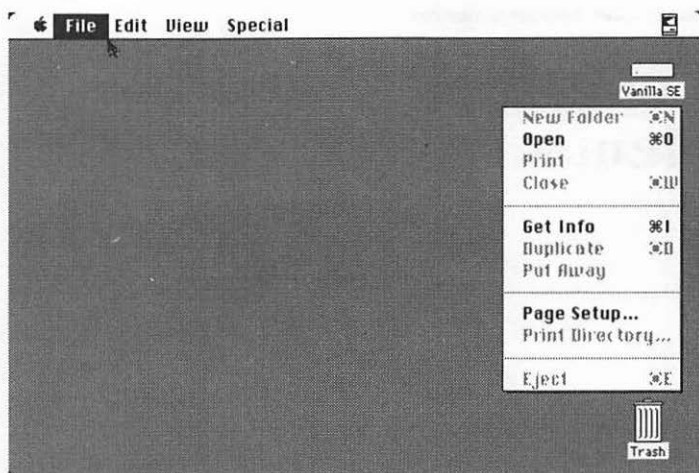 File Edit View Special
Vanilla SE
New Folder ⌘N
Open ⌘O
Print
Close ⌘W
Get Info ⌘I
Duplicate ⌘D
Put Away
Page Setup...
Print Directory...
Eject ⌘E
Trash